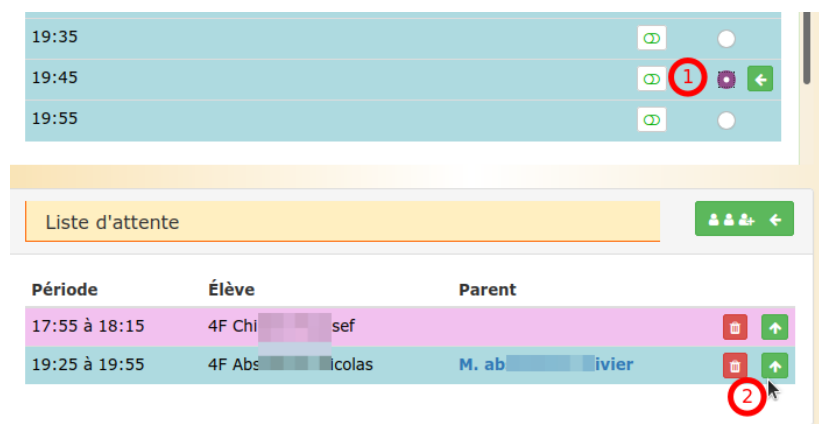 19:35
19:45 1
19:55
Liste d'attente
Période Élève Parent
17:55 à 18:15 4F Chi sef
19:25 à 19:55 4F Abs icolas M. ab ivier
2